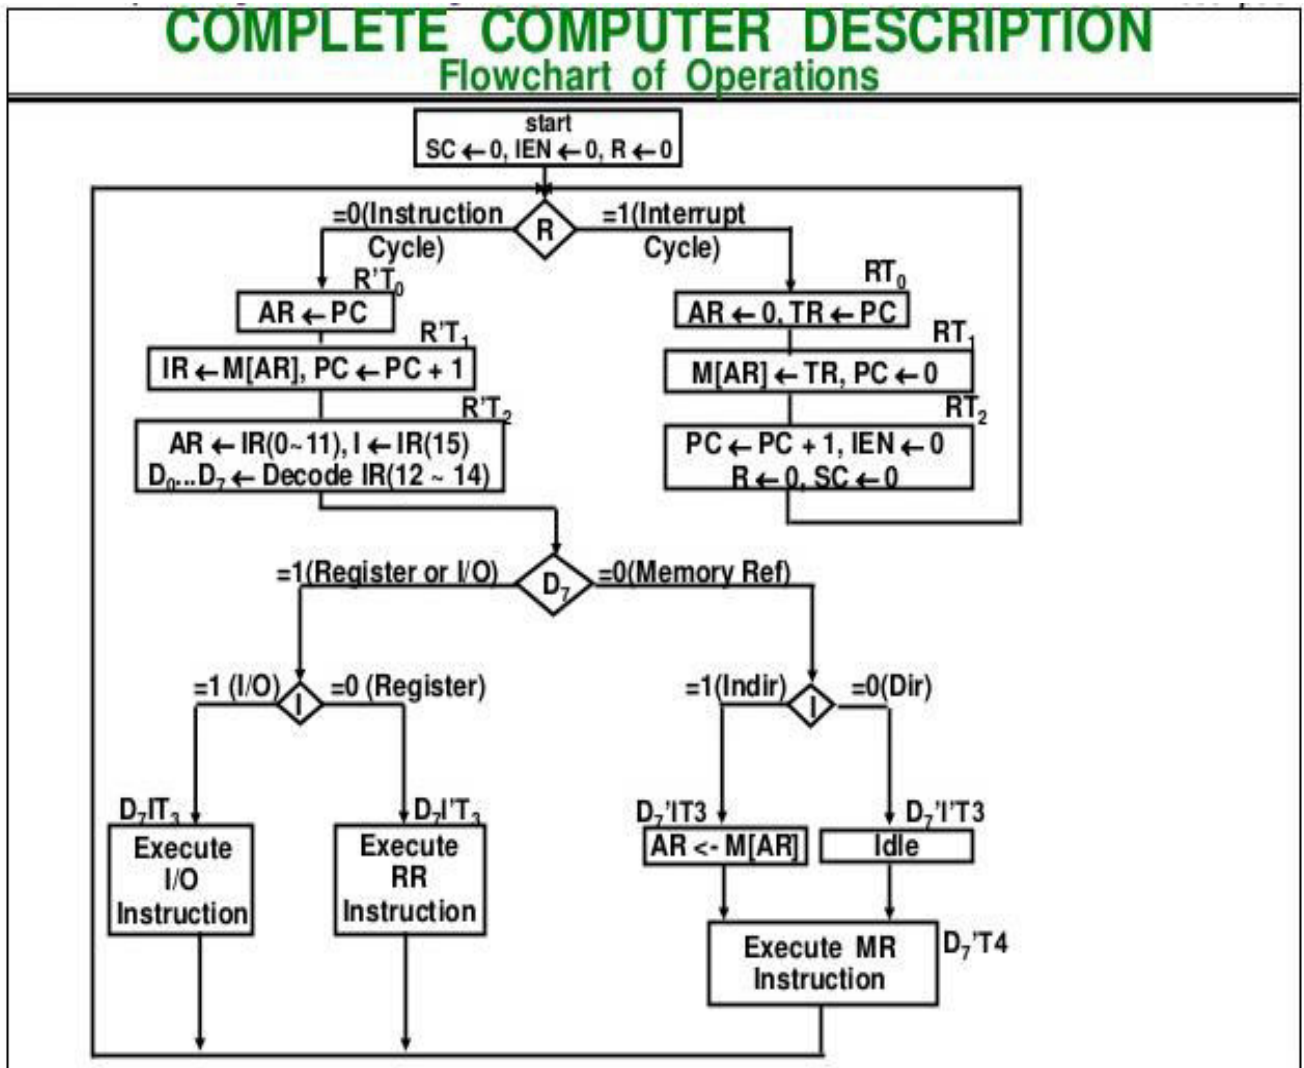 COMPLETE COMPUTER DESCRIPTION
Flowchart of Operations
start
SC ← 0, IEN ← 0, R ← 0
=0(Instruction
Cycle)
R
=1(Interrupt
Cycle)
R'T0
AR ← PC
R'T1
IR ← M[AR], PC ← PC + 1
R'T2
AR ← IR(0~11), I ← IR(15)
D0...D7 ← Decode IR(12 ~ 14)
RT0
AR ← 0, TR ← PC
RT1
M[AR] ← TR, PC ← 0
RT2
PC ← PC + 1, IEN ← 0
R ← 0, SC ← 0
=1(Register or I/O)
D7
=0(Memory Ref)
=1 (I/O)
I
=0 (Register)
=1(Indir)
I
=0(Dir)
D7IT3
Execute
I/O
Instruction
D7I'T3
Execute
RR
Instruction
D7'IT3
AR <- M[AR]
D7'I'T3
Idle
Execute MR
Instruction
D7'T4